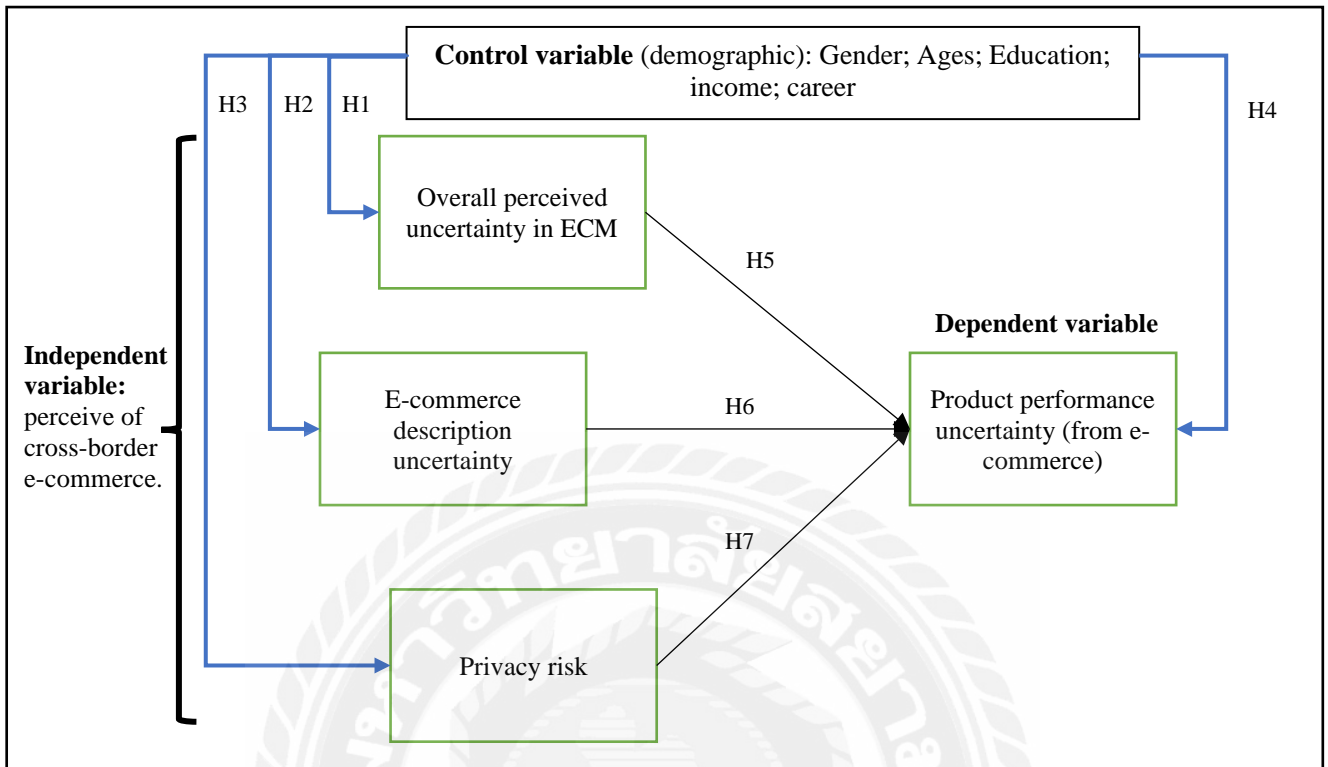 Control variable (demographic): Gender; Ages; Education;
income; career
H3
H2
H1
H4
Overall perceived
uncertainty in ECM
H5
Independent
variable:
perceive of
cross-border
e-commerce.
E-commerce
description
uncertainty
H6
Dependent variable
Product performance
uncertainty (from e-
commerce)
H7
Privacy risk